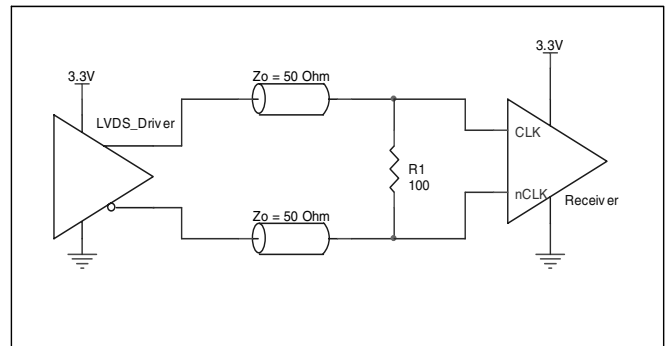 3.3V
3.3V
Zo = 50 Ohm
LVDS_Driver
CLK
R1
100
nCLK
Receiver
Zo = 50 Ohm